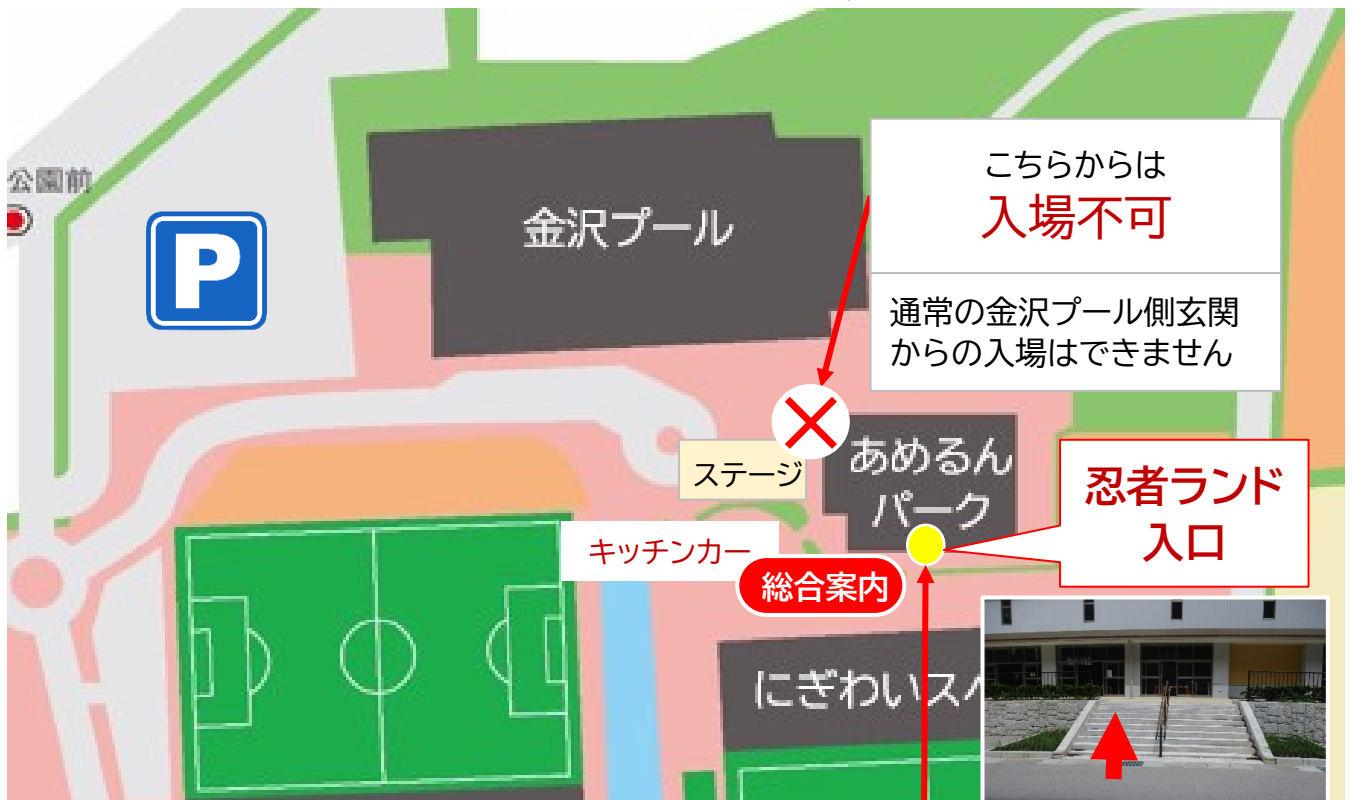 公園前
P
金沢プール
こちらからは
入場不可
通常の金沢プール側玄関
からの入場はできません
ステージ
あめるん
パーク
忍者ランド
入口
キッチンカー
総合案内
にぎわいスペ